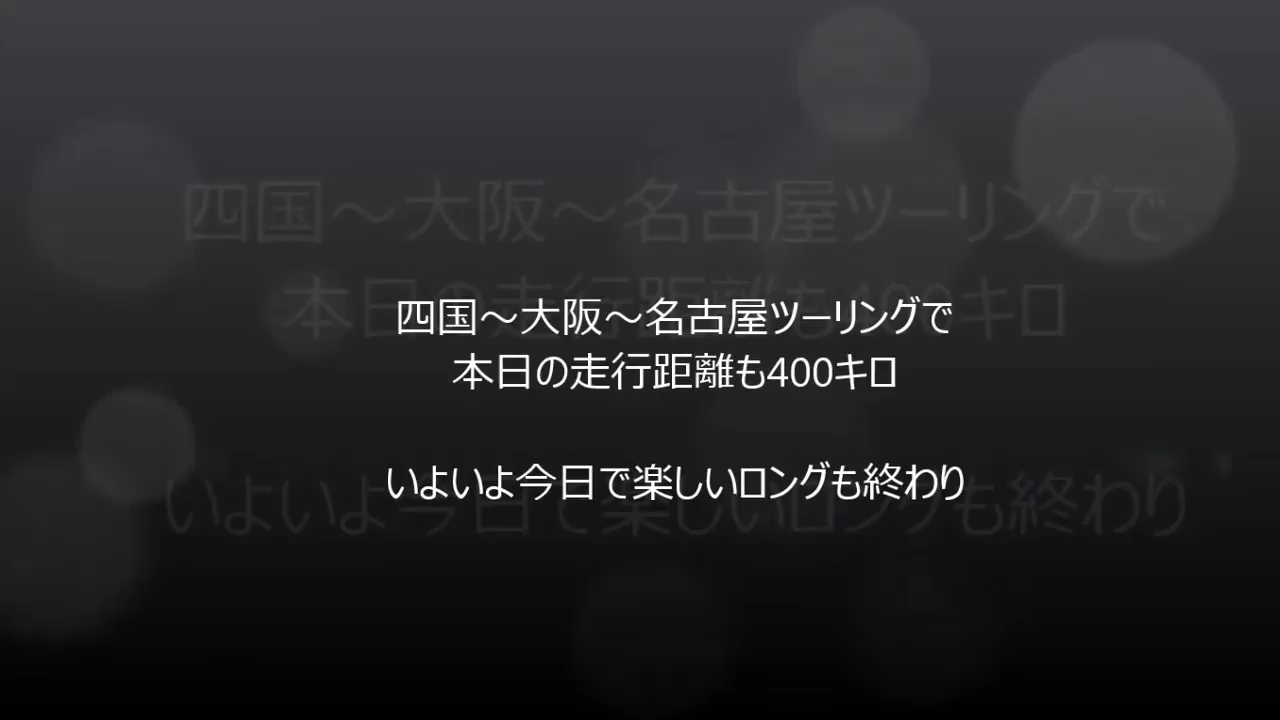 四国～大阪～名古屋ツーリングで
本日の走行距離も400キロ
いよいよ今日で楽しいロングも終わり